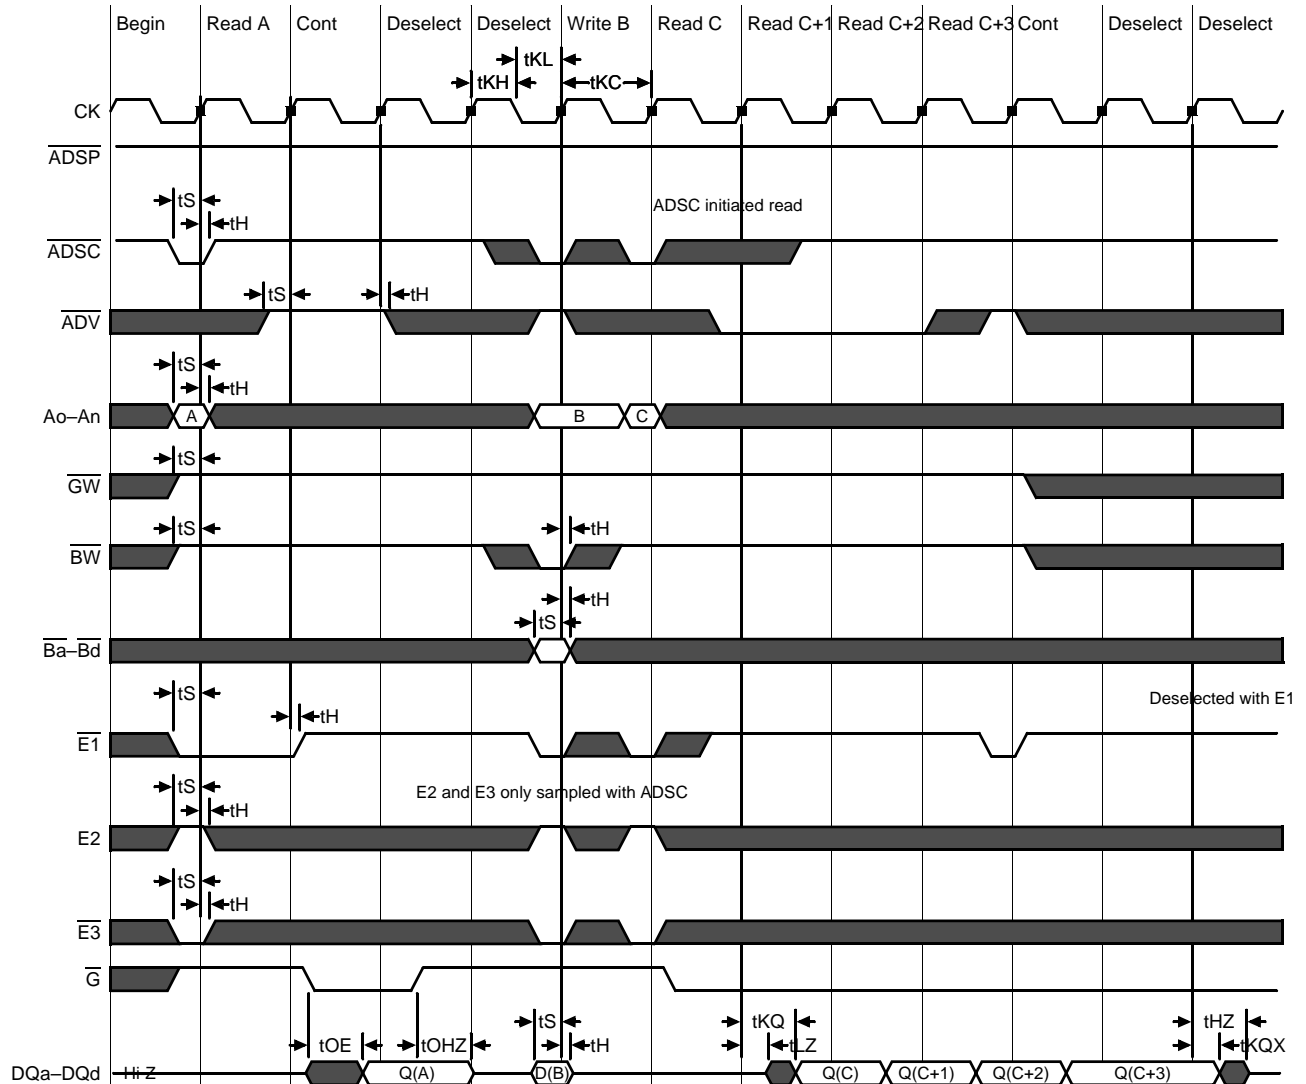 Begin Read A Cont Deselect Deselect Write B Read C Read C+1 Read C+2 Read C+3 Cont Deselect Deselect
tKL
tKH tKC
CK
ADSP
tS
ADSC initiated read
tH
ADSC
tS tH
ADV
tS
tH
Ao–An A B C
tS
GW
tS tH
BW
tH
tS
Ba–Bd
tS Deselected with E1
tH
E1
tS E2 and E3 only sampled with ADSC
tH
E2
tS
tH
E3
G
tS tKQ tHZ
tOE tOHZ tH tLZ tKQX
DQa–DQd Hi-Z Q(A) D(B) Q(C) Q(C+1) Q(C+2) Q(C+3)